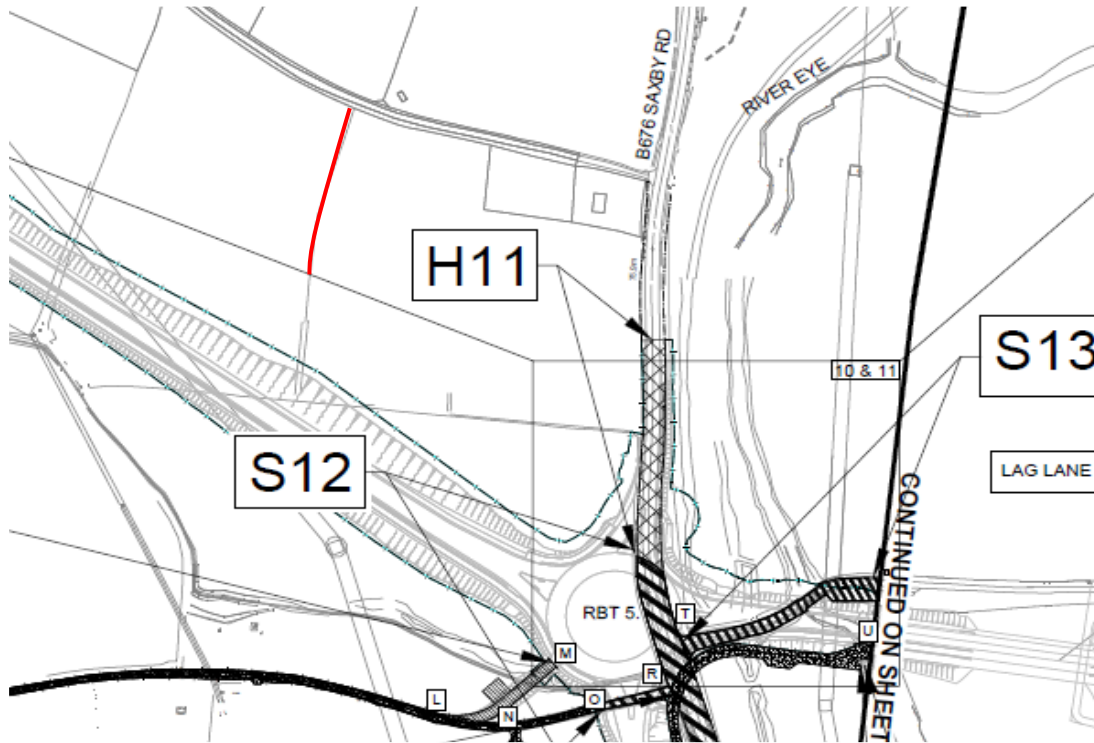 B676 SAXBY RD
RIVER EYE
H11
S13
10 & 11
S12
LAG LANE
CONTINUED ON SHEET
RBT 5.
T
U
M
R
L
O
N